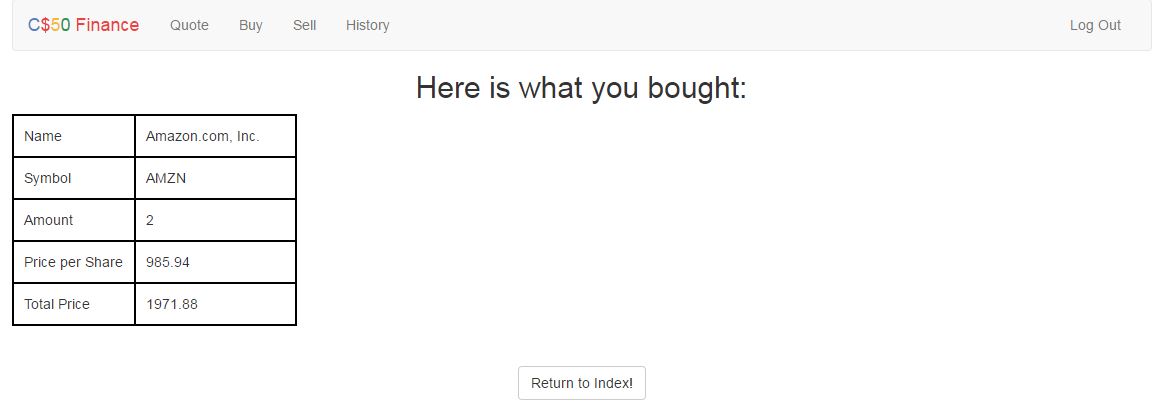 C$50 Finance Quote Buy Sell History Log Out
Here is what you bought:
Name Amazon.com, Inc.
Symbol AMZN
Amount 2
Price per Share 985.94
Total Price 1971.88
Return to Index!